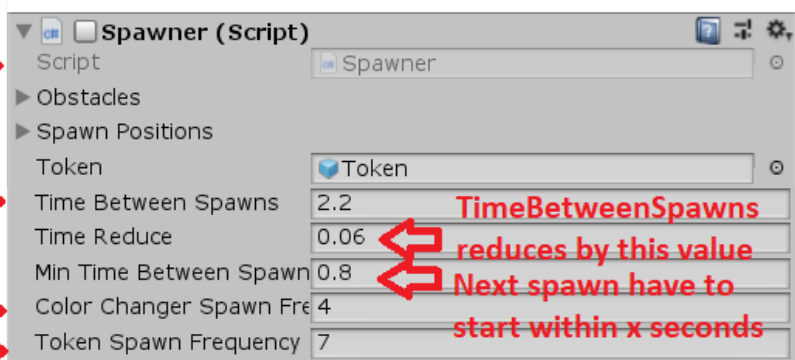 Spawner (Script)
Script Spawner
Obstacles
Spawn Positions
Token Token
Time Between Spawns 2.2 TimeBetweenSpawns
Time Reduce 0.06 reduces by this value
Min Time Between Spawn 0.8 Next spawn have to
Color Changer Spawn Fre 4 start within x seconds
Token Spawn Frequency 7